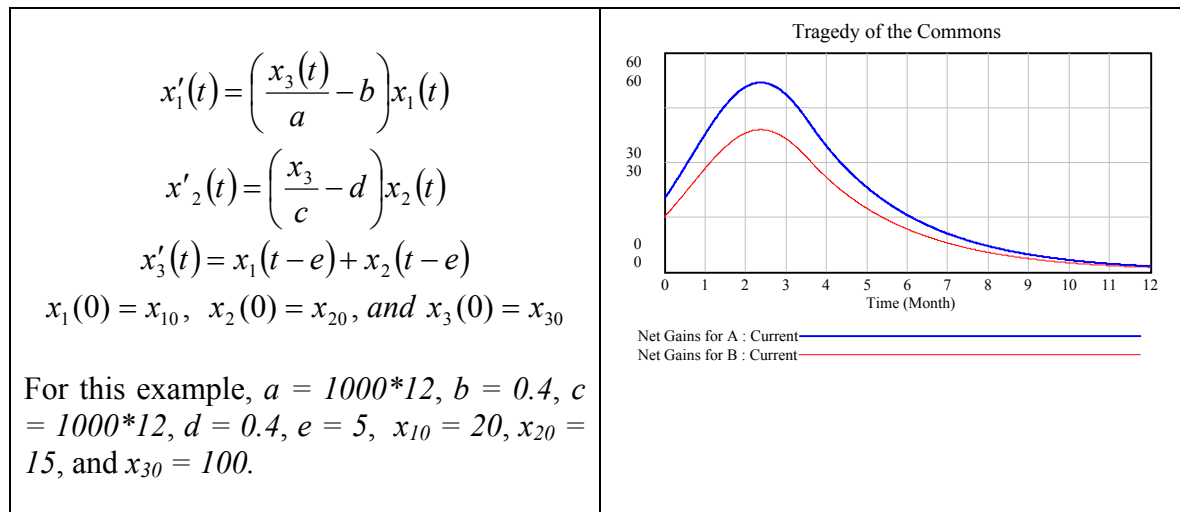 x′₁(t) = (x₃(t)/a − b) x₁(t)
x′₂(t) = (x₃/c − d) x₂(t)
x′₃(t) = x₁(t − e) + x₂(t − e)
x₁(0) = x₁₀, x₂(0) = x₂₀, and x₃(0) = x₃₀
For this example, a = 1000*12, b = 0.4, c
= 1000*12, d = 0.4, e = 5, x₁₀ = 20, x₂₀ =
15, and x₃₀ = 100.
Tragedy of the Commons
60
60
30
30
0
0
0 1 2 3 4 5 6 7 8 9 10 11 12
Time (Month)
Net Gains for A : Current
Net Gains for B : Current